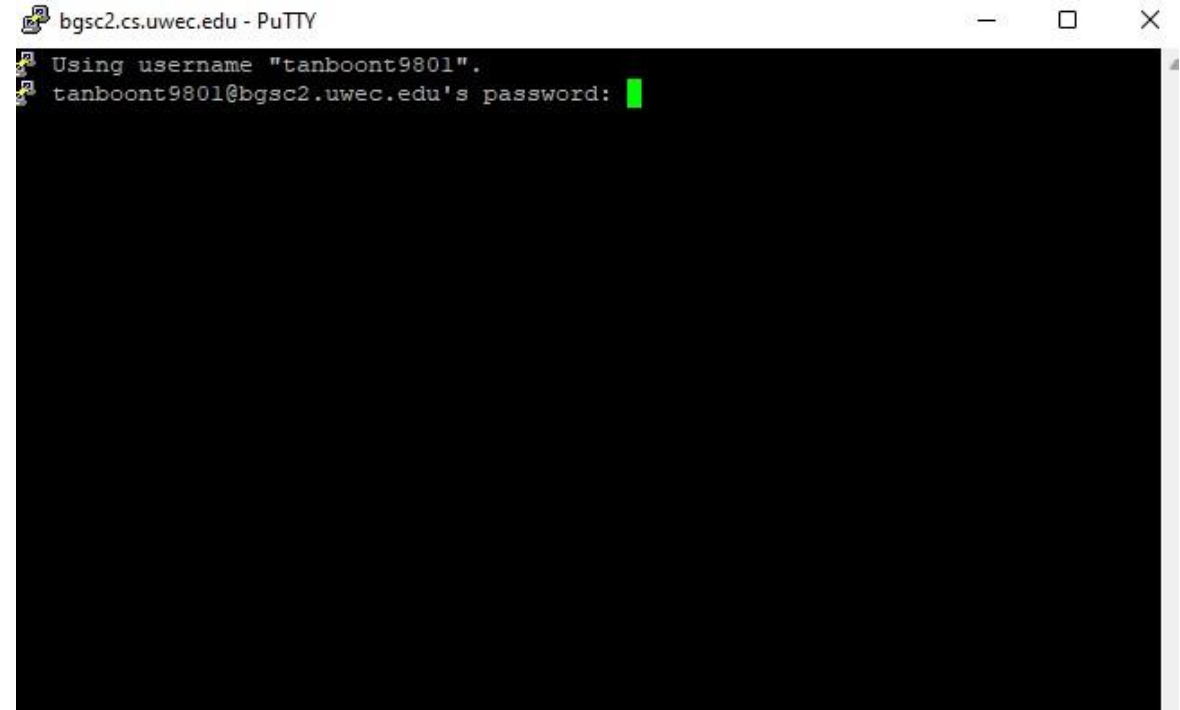 bgsc2.cs.uwec.edu - PuTTY
Using username "tanboont9801".
tanboont9801@bgsc2.uwec.edu's password: